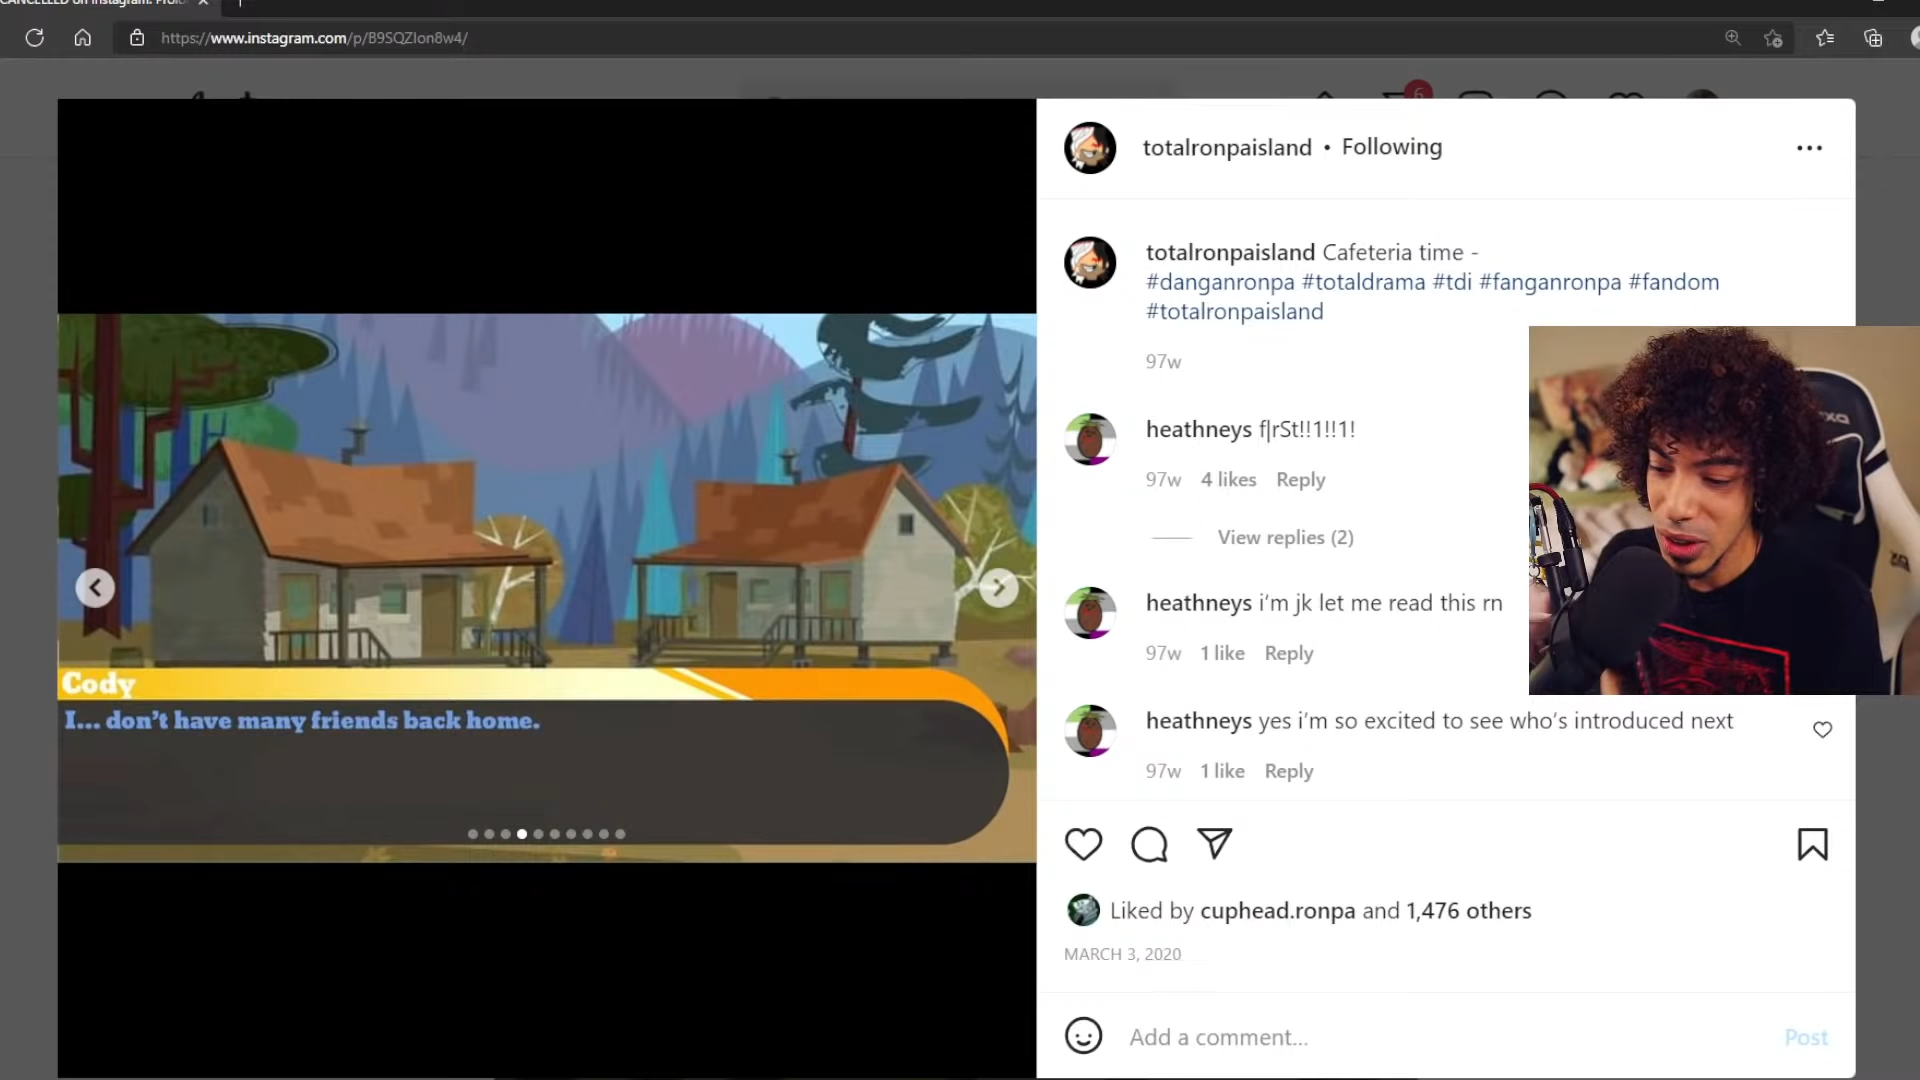 CANCELLED on Instagram: Prolo
https://www.instagram.com/p/B9SQZIon8w4/
6
totalronpaisland • Following
totalronpaisland Cafeteria time -
#danganronpa #totaldrama #tdi #fanganronpa #fandom
#totalronpaisland
97w
heathneys f|rSt!!1!!1!
97w 4 likes Reply
View replies (2)
heathneys i'm jk let me read this rn
97w 1 like Reply
heathneys yes i'm so excited to see who's introduced next
97w 1 like Reply
Cody
I... don't have many friends back home.
Liked by cuphead.ronpa and 1,476 others
MARCH 3, 2020
Add a comment... Post